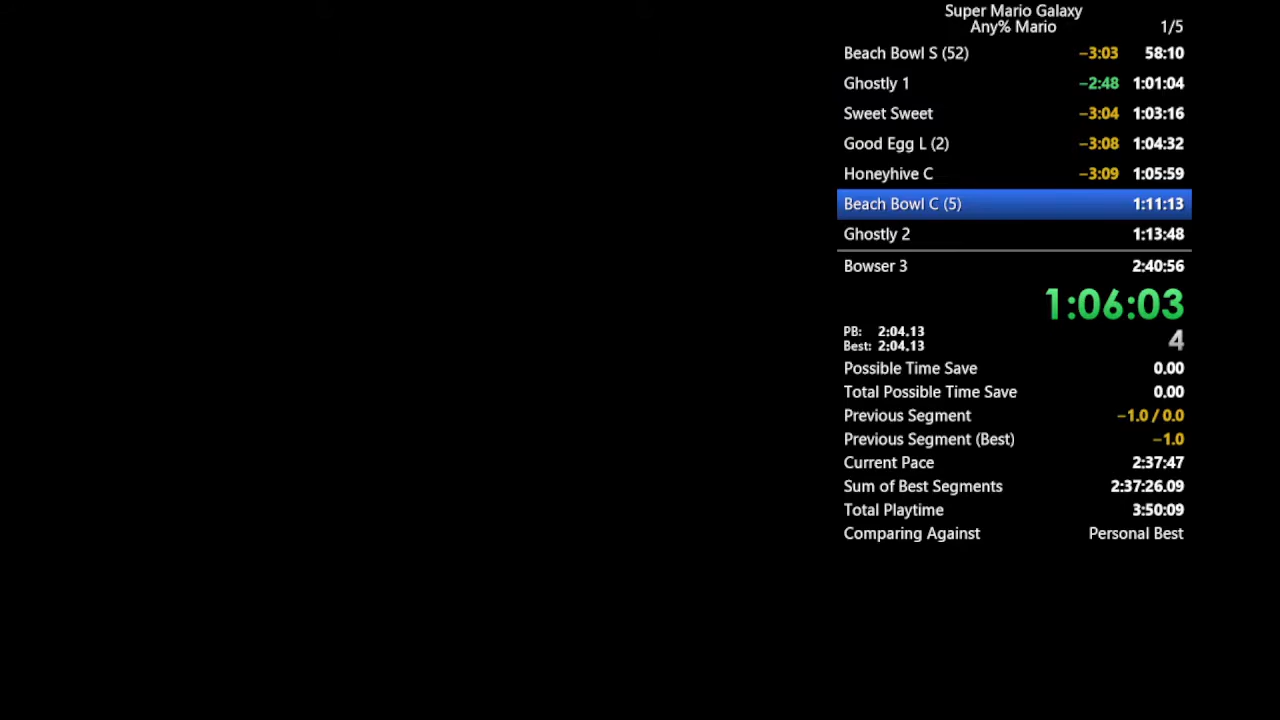 Super Mario Galaxy
Any% Mario 1/5
Beach Bowl S (52) −3:03 58:10
Ghostly 1 −2:48 1:01:04
Sweet Sweet −3:04 1:03:16
Good Egg L (2) −3:08 1:04:32
Honeyhive C −3:09 1:05:59
Beach Bowl C (5) 1:11:13
Ghostly 2 1:13:48
Bowser 3 2:40:56
1:06:03
PB: 2:04.13
Best: 2:04.13
4
Possible Time Save 0.00
Total Possible Time Save 0.00
Previous Segment −1.0 / 0.0
Previous Segment (Best) −1.0
Current Pace 2:37:47
Sum of Best Segments 2:37:26.09
Total Playtime 3:50:09
Comparing Against Personal Best